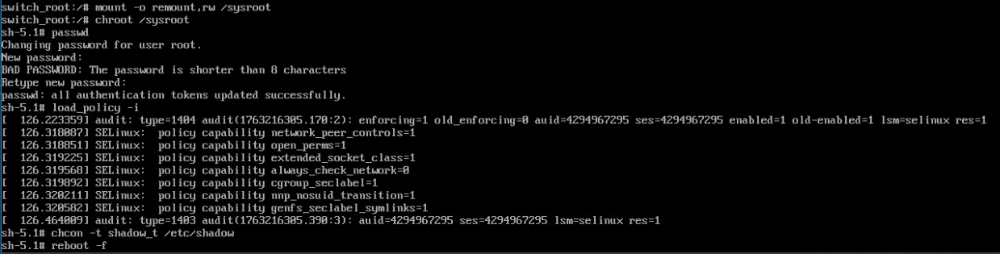 switch_root:/# mount -o remount,rw /sysroot
switch_root:/# chroot /sysroot
sh-5.1# passwd
Changing password for user root.
New password:
BAD PASSWORD: The password is shorter than 8 characters
Retype new password:
passwd: all authentication tokens updated successfully.
sh-5.1# load_policy -i
[  126.223359] audit: type=1404 audit(1763216305.170:2): enforcing=1 old_enforcing=0 auid=4294967295 ses=4294967295 enabled=1 old-enabled=1 lsm=selinux res=1
[  126.318087] SELinux:  policy capability network_peer_controls=1
[  126.318851] SELinux:  policy capability open_perms=1
[  126.319225] SELinux:  policy capability extended_socket_class=1
[  126.319568] SELinux:  policy capability always_check_network=0
[  126.319892] SELinux:  policy capability cgroup_seclabel=1
[  126.320211] SELinux:  policy capability nnp_nosuid_transition=1
[  126.320582] SELinux:  policy capability genfs_seclabel_symlinks=1
[  126.464009] audit: type=1403 audit(1763216305.390:3): auid=4294967295 ses=4294967295 lsm=selinux res=1
sh-5.1# chcon -t shadow_t /etc/shadow
sh-5.1# reboot -f